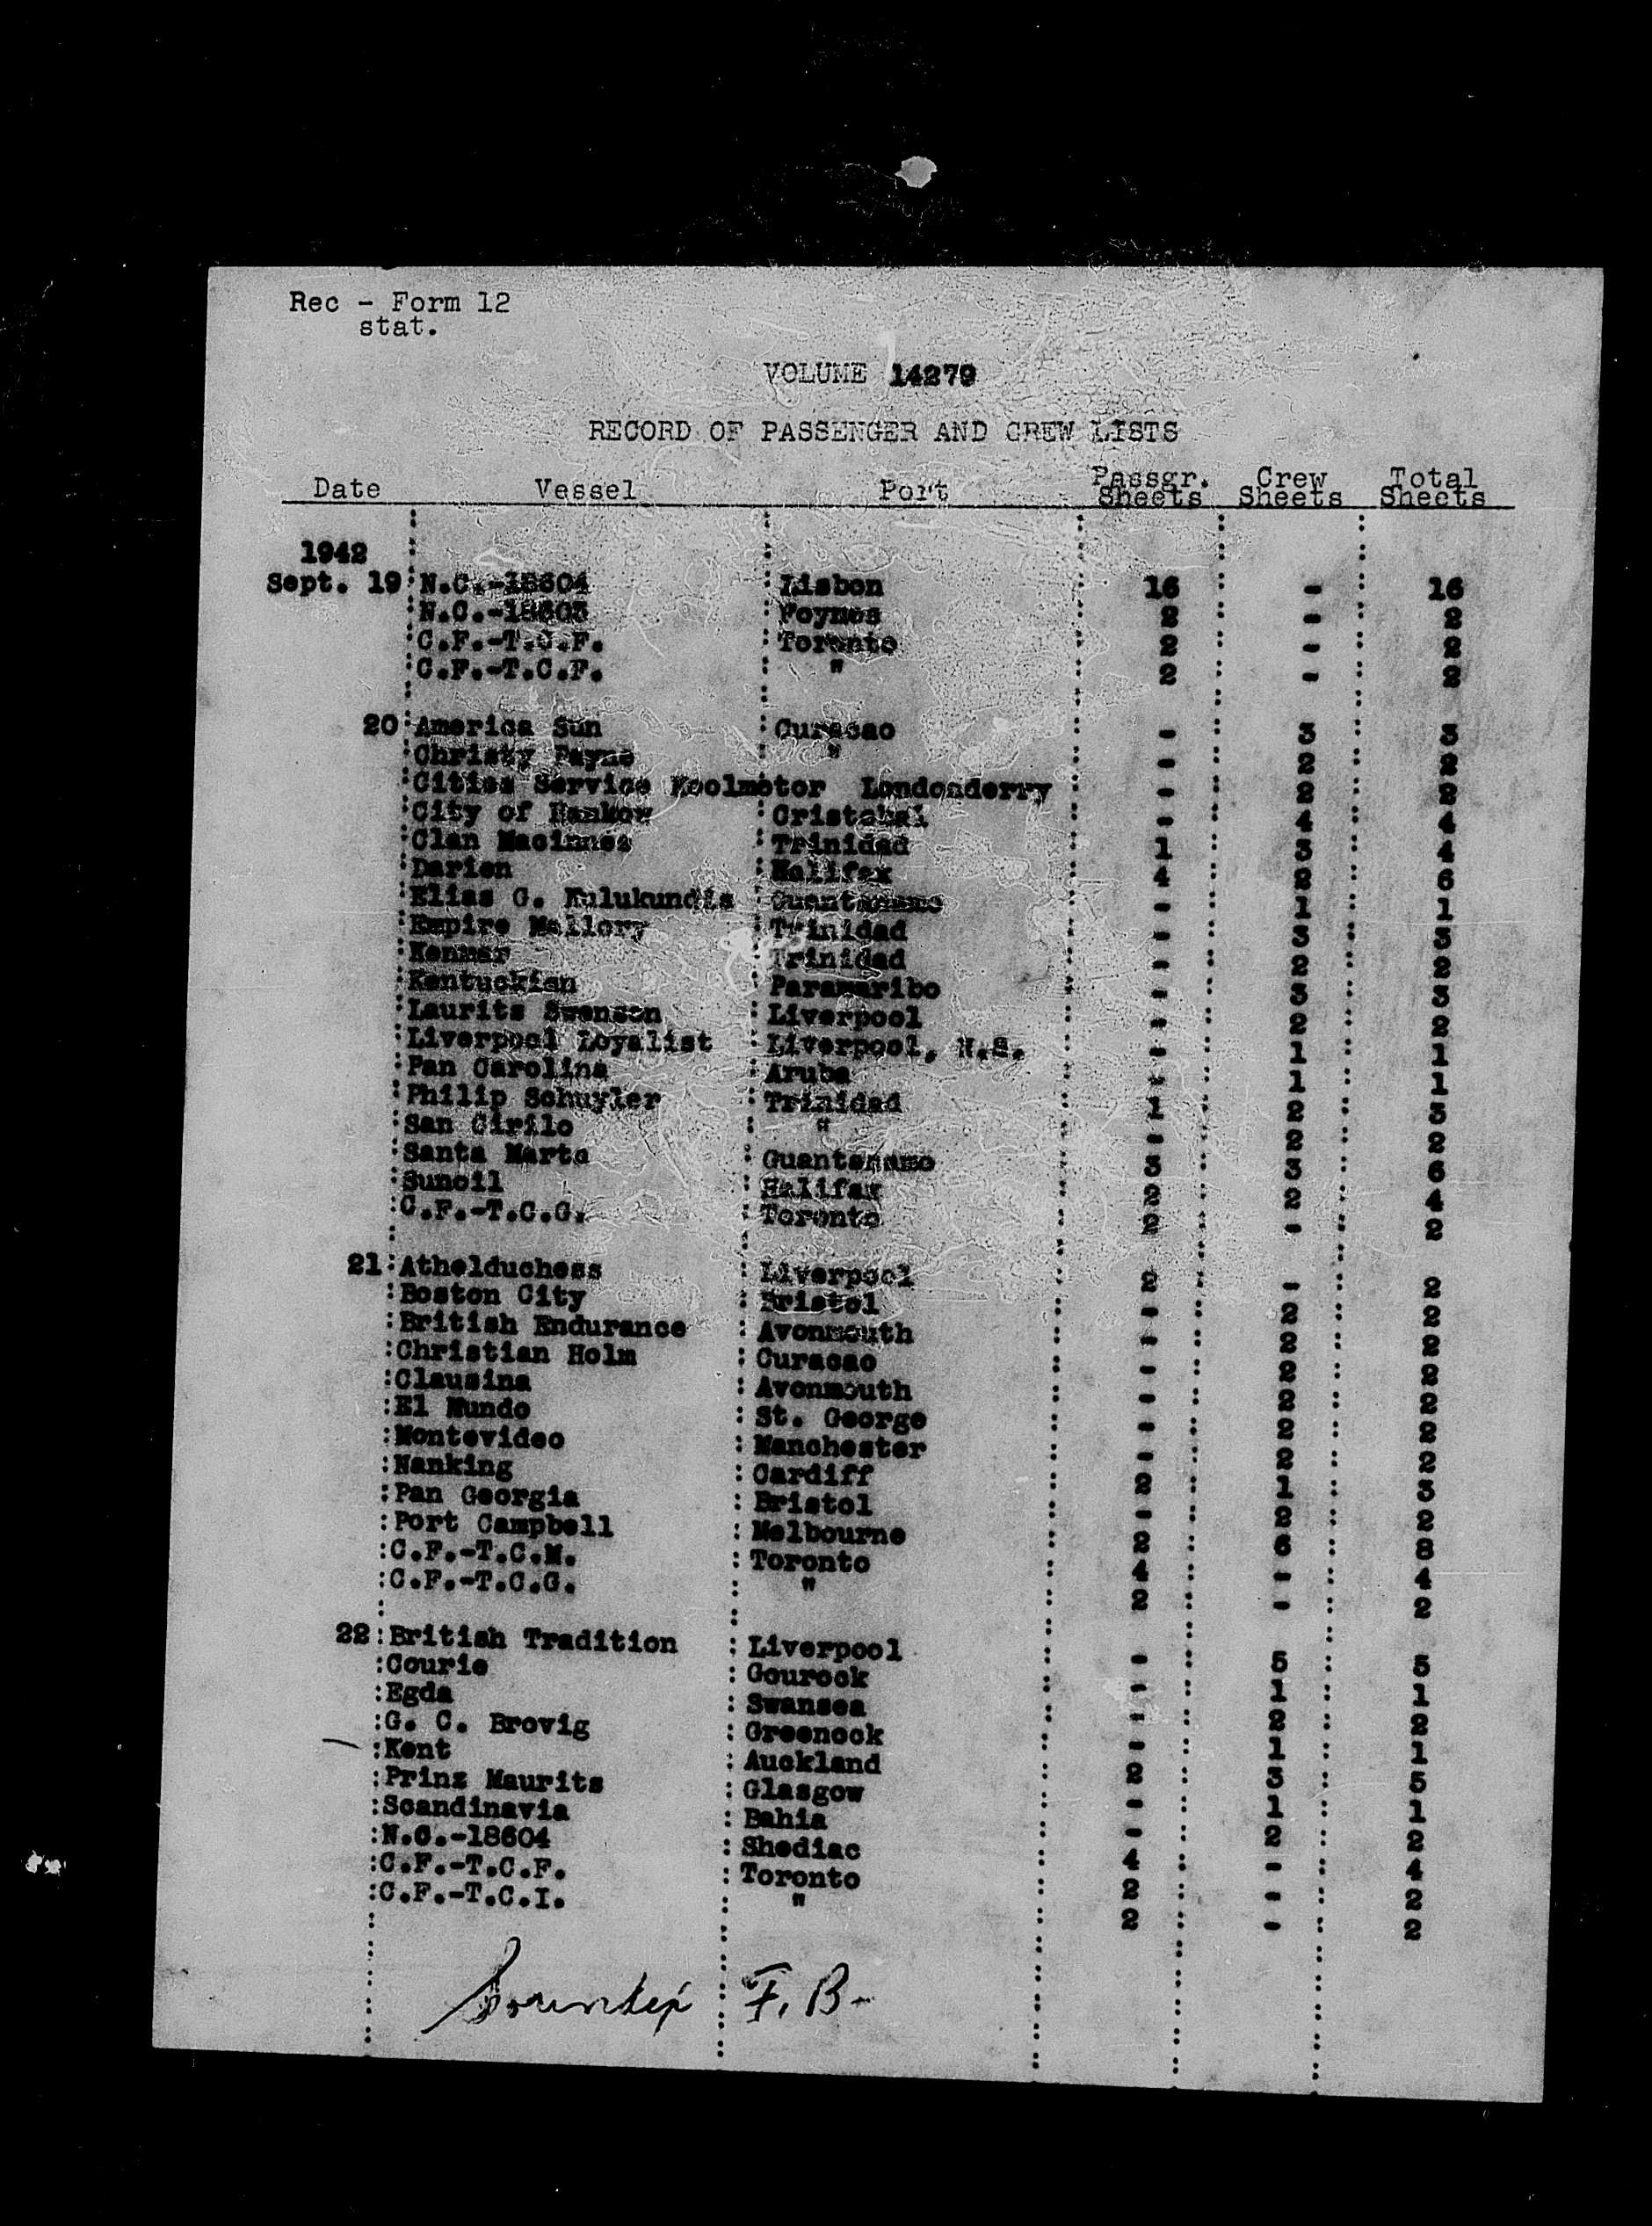 Rec - Form 12
stat.
VOLUME 14279
RECORD OF PASSENGER AND CREW LISTS
Date Vessel Port Passgr. Sheets Crew Sheets Total Sheets
1942
Sept. 19 N.C.-18604 Lisbon 16 - 16
N.C.-18603 Foynes 2 - 2
C.F.-T.C.F. Toronto 2 - 2
C.F.-T.C.F. " 2 - 2
20 America Sun Curacao - 3 3
Christy Payne " - 2 2
Cities Service Koolmotor Londonderry - 2 2
City of Hankow Cristobal - 4 4
Clan Macinnes Trinidad 1 3 4
Darien Halifax 4 2 6
Elias G. Kulukundis Guantanamo - 1 1
Empire Mallory Trinidad - 3 3
Kenmar Trinidad - 2 2
Kentuckian Paramaribo - 3 3
Laurits Swenson Liverpool - 2 2
Liverpool Loyalist Liverpool, N.S. - 1 1
Pan Carolina Aruba - 1 1
Philip Schuyler Trinidad 1 2 3
San Cirilo " - 2 2
Santa Marta Guantanamo 3 3 6
Sunoil Halifax 2 2 4
C.F.-T.C.G. Toronto 2 - 2
21 Athelduchess Liverpool 2 - 2
Boston City Bristol - 2 2
British Endurance Avonmouth - 2 2
Christian Holm Curacao - 2 2
Clausina Avonmouth - 2 2
El Mundo St. George - 2 2
Montevideo Manchester - 2 2
Nanking Cardiff 2 1 3
Pan Georgia Bristol - 2 2
Port Campbell Melbourne 2 6 8
C.F.-T.C.M. Toronto 4 - 4
C.F.-T.C.G. " 2 - 2
22 British Tradition Liverpool - 5 5
Courie Gourock - 1 1
Egda Swansea - 2 2
G. C. Brovig Greenock - 1 1
Kent Auckland 2 3 5
Prinz Maurits Glasgow - 1 1
Scandinavia Bahia - 2 2
N.C.-18604 Shediac 4 - 4
C.F.-T.C.F. Toronto 2 - 2
C.F.-T.C.I. " 2 - 2
F. B.